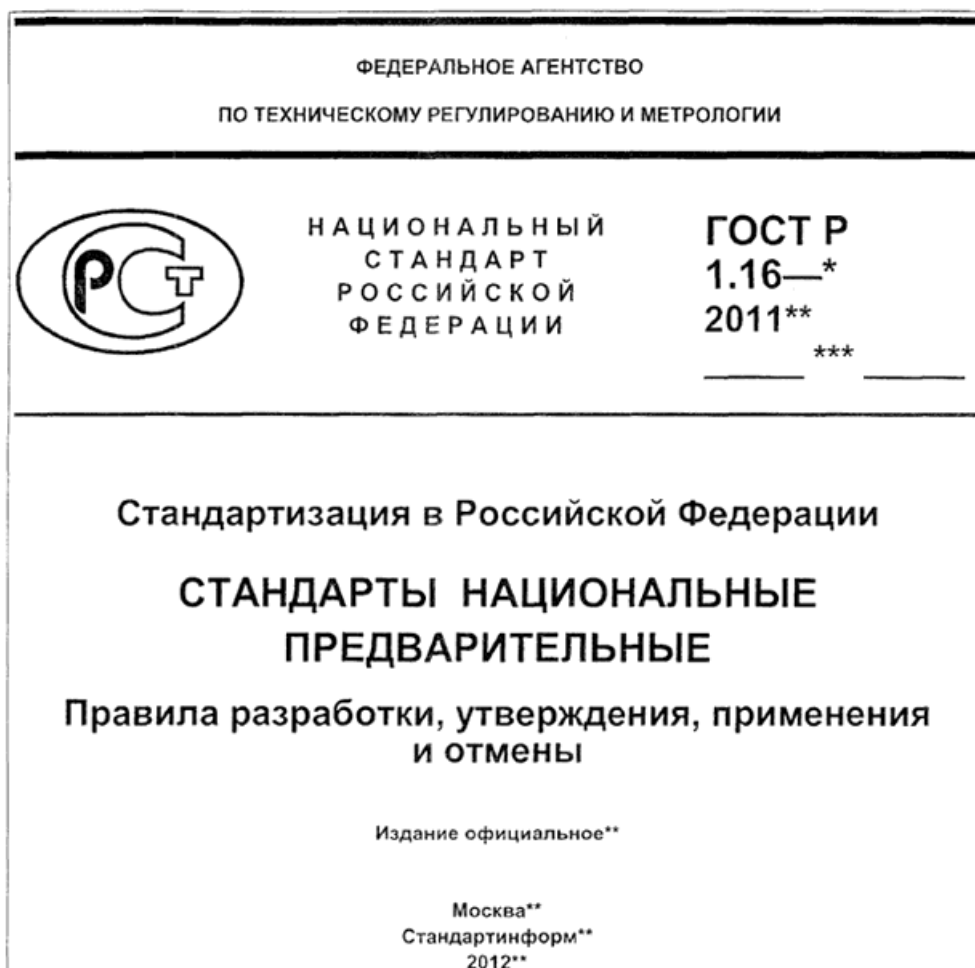 ФЕДЕРАЛЬНОЕ АГЕНТСТВО
ПО ТЕХНИЧЕСКОМУ РЕГУЛИРОВАНИЮ И МЕТРОЛОГИИ
РСТ
НАЦИОНАЛЬНЫЙ
СТАНДАРТ
РОССИЙСКОЙ
ФЕДЕРАЦИИ
ГОСТ Р
1.16—*
2011**
***
Стандартизация в Российской Федерации
СТАНДАРТЫ НАЦИОНАЛЬНЫЕ
ПРЕДВАРИТЕЛЬНЫЕ
Правила разработки, утверждения, применения
и отмены
Издание официальное**
Москва**
Стандартинформ**
2012**